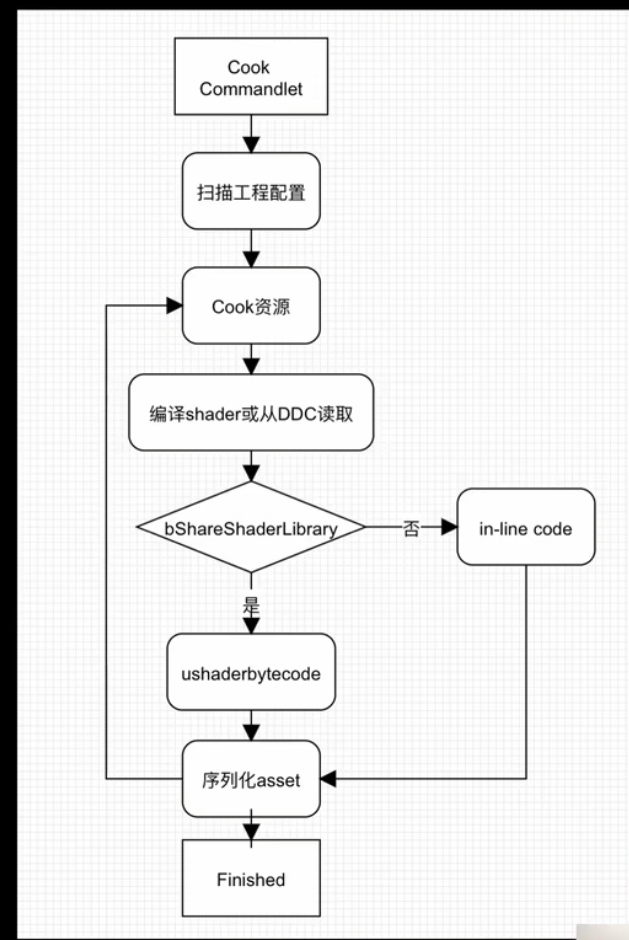 Cook
Commandlet
扫描工程配置
Cook资源
编译shader或从DDC读取
bShareShaderLibrary
否
in-line code
是
ushaderbytecode
序列化asset
Finished